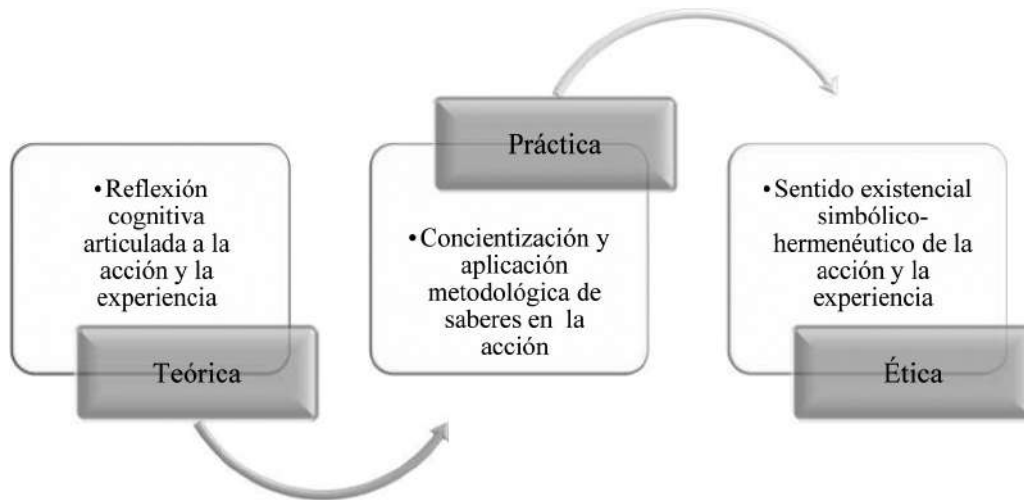 •Reflexión
cognitiva
articulada a la
acción y la
experiencia
Teórica
Práctica
•Concientización y
aplicación
metodológica de
saberes en la
acción
•Sentido existencial
simbólico-
hermenéutico de la
acción y la
experiencia
Ética